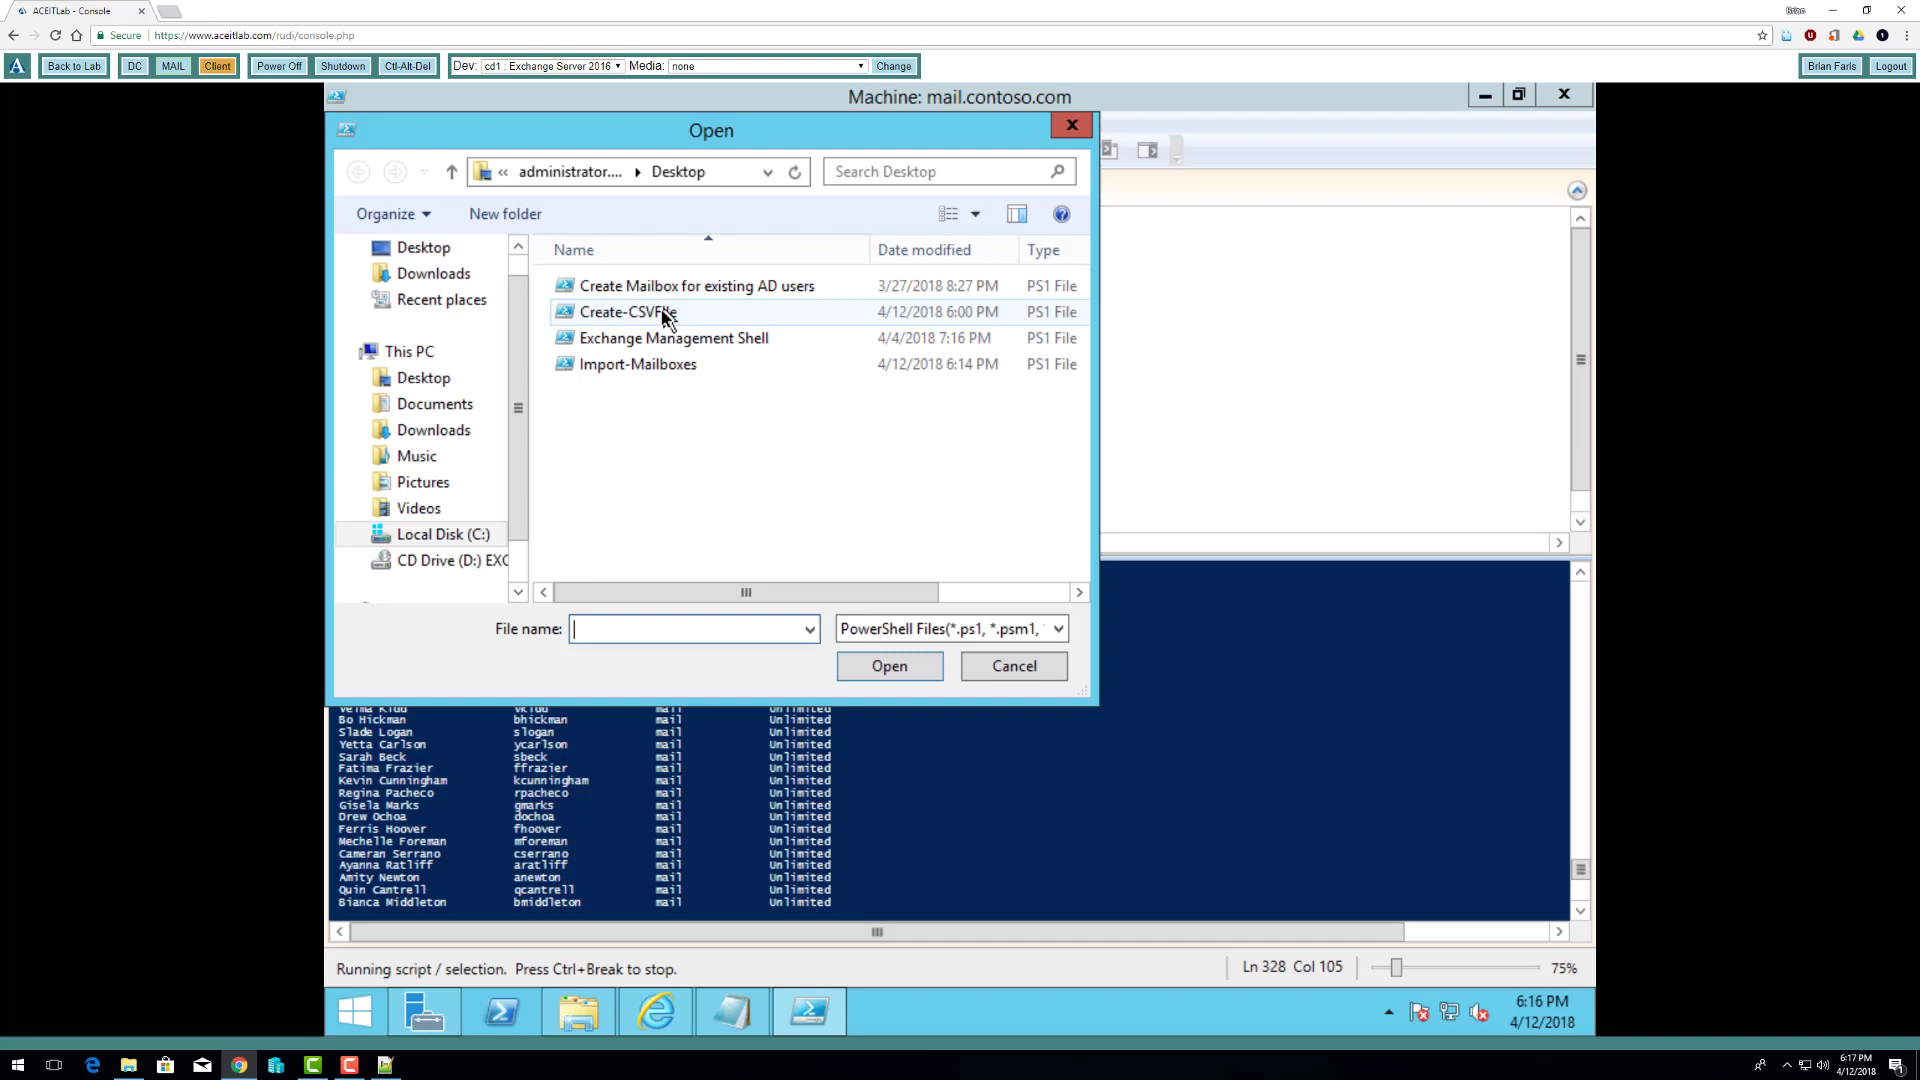 ACEITLab - Console
Brian
Secure https://www.aceitlab.com/rudi/console.php
Back to Lab DC MAIL Client Power Off Shutdown Ctl-Alt-Del Dev: cd1 : Exchange Server 2016 Media: none Change Brian Faris Logout
Machine: mail.contoso.com
Open
« administrator.... Desktop Search Desktop
Organize New folder
Name Date modified Type
Desktop
Downloads
Recent places
This PC
Desktop
Documents
Downloads
Music
Pictures
Videos
Local Disk (C:)
CD Drive (D:) EXC
Create Mailbox for existing AD users 3/27/2018 8:27 PM PS1 File
Create-CSVFile 4/12/2018 6:00 PM PS1 File
Exchange Management Shell 4/4/2018 7:16 PM PS1 File
Import-Mailboxes 4/12/2018 6:14 PM PS1 File
File name: PowerShell Files(*.ps1, *.psm1,
Open Cancel
Velma Kidd vkidd mail Unlimited
Bo Hickman bhickman mail Unlimited
Slade Logan slogan mail Unlimited
Yetta Carlson ycarlson mail Unlimited
Sarah Beck sbeck mail Unlimited
Fatima Frazier ffrazier mail Unlimited
Kevin Cunningham kcunningham mail Unlimited
Regina Pacheco rpacheco mail Unlimited
Gisela Marks gmarks mail Unlimited
Drew Ochoa dochoa mail Unlimited
Ferris Hoover fhoover mail Unlimited
Mechelle Foreman mforeman mail Unlimited
Cameran Serrano cserrano mail Unlimited
Ayanna Ratliff aratliff mail Unlimited
Amity Newton anewton mail Unlimited
Quin Cantrell qcantrell mail Unlimited
Bianca Middleton bmiddleton mail Unlimited
Running script / selection. Press Ctrl+Break to stop. Ln 328 Col 105 75%
6:16 PM
4/12/2018
6:17 PM
4/12/2018